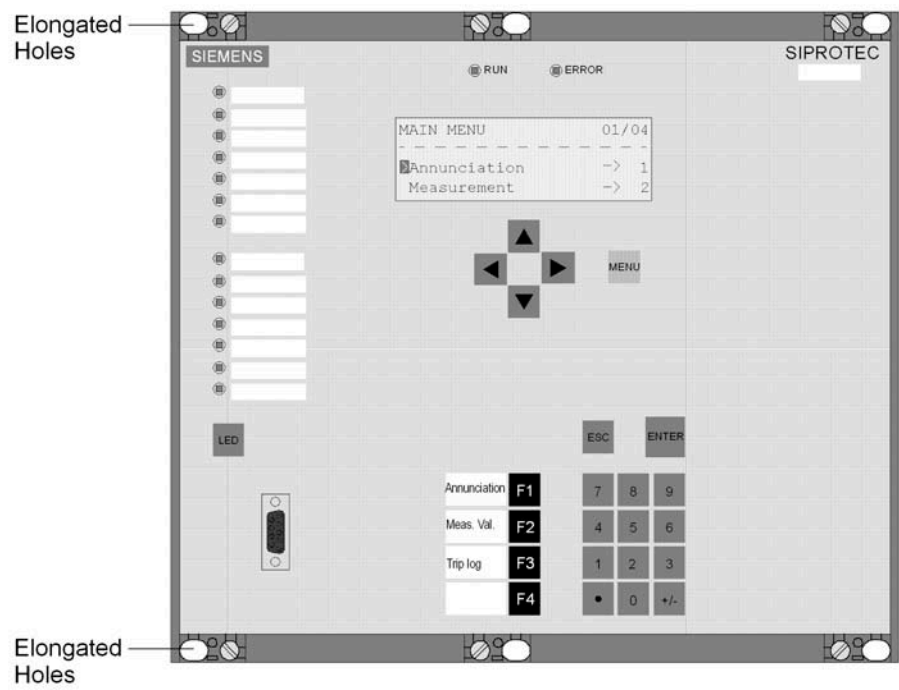 Elongated
Holes
SIEMENS
SIPROTEC
RUN
ERROR
MAIN MENU 01/04
Annunciation -> 1
Measurement -> 2
MENU
LED
ESC
ENTER
Annunciation F1
7 8 9
Meas. Val. F2
4 5 6
Trip log F3
1 2 3
F4
• 0 +/-
Elongated
Holes